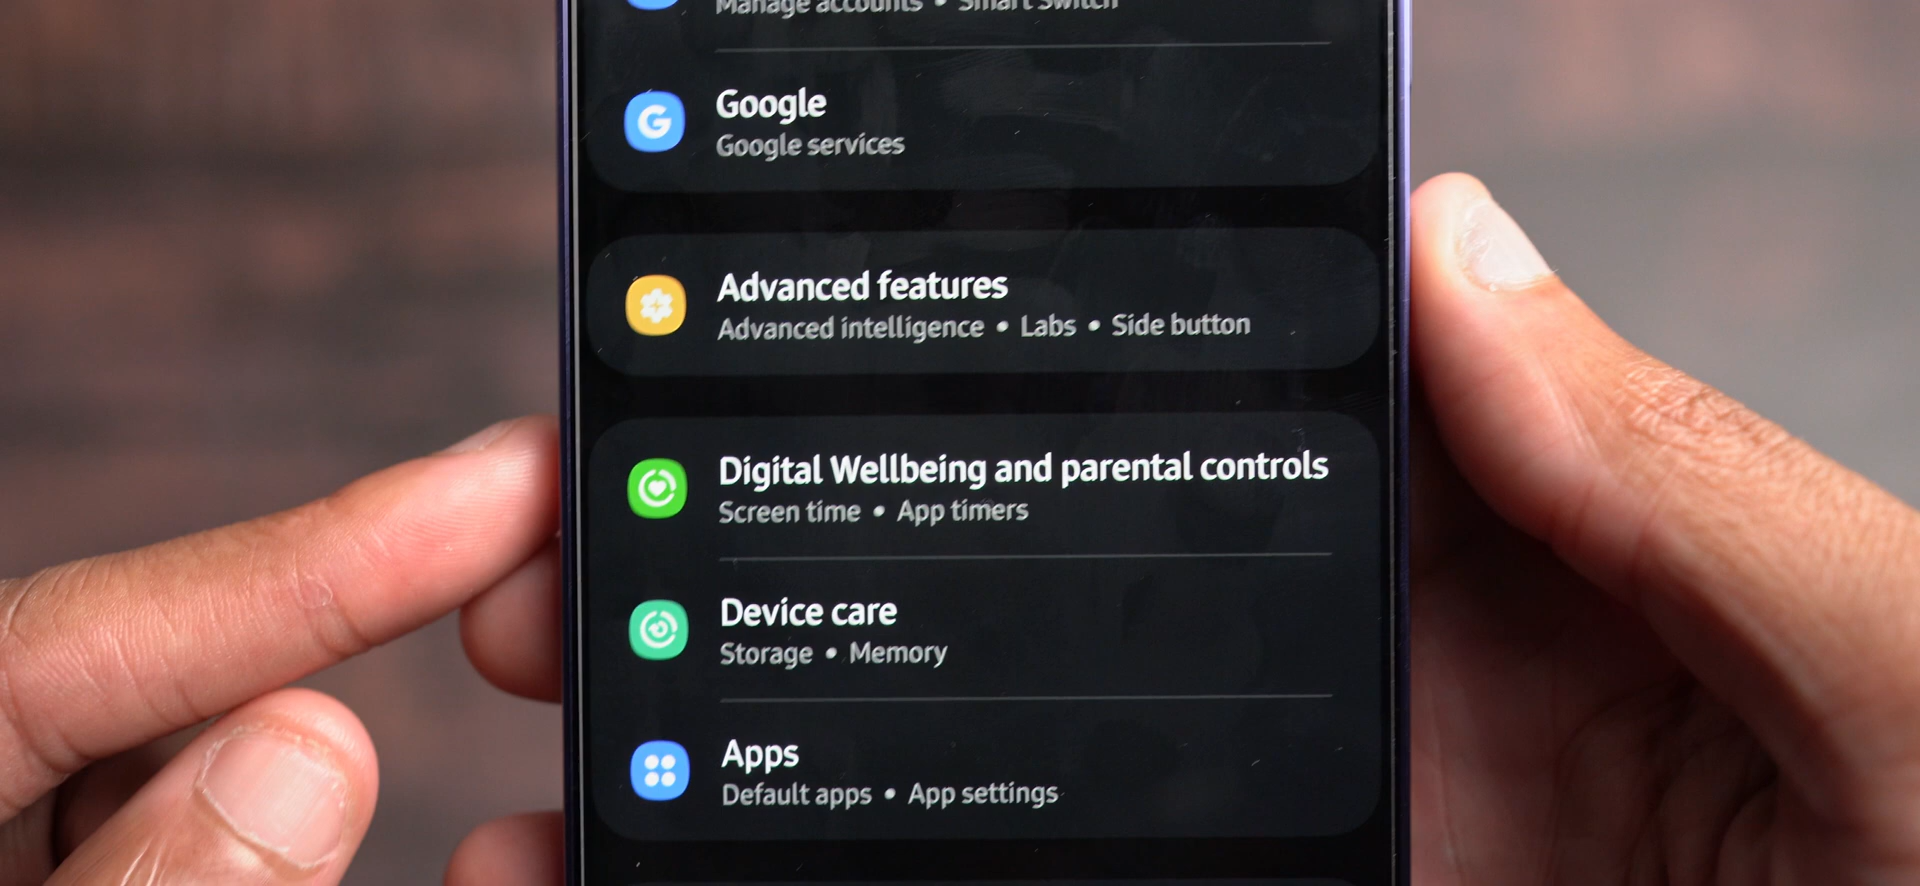 Manage accounts • Smart Switch
Google
Google services
Advanced features
Advanced intelligence • Labs • Side button
Digital Wellbeing and parental controls
Screen time • App timers
Device care
Storage • Memory
Apps
Default apps • App settings